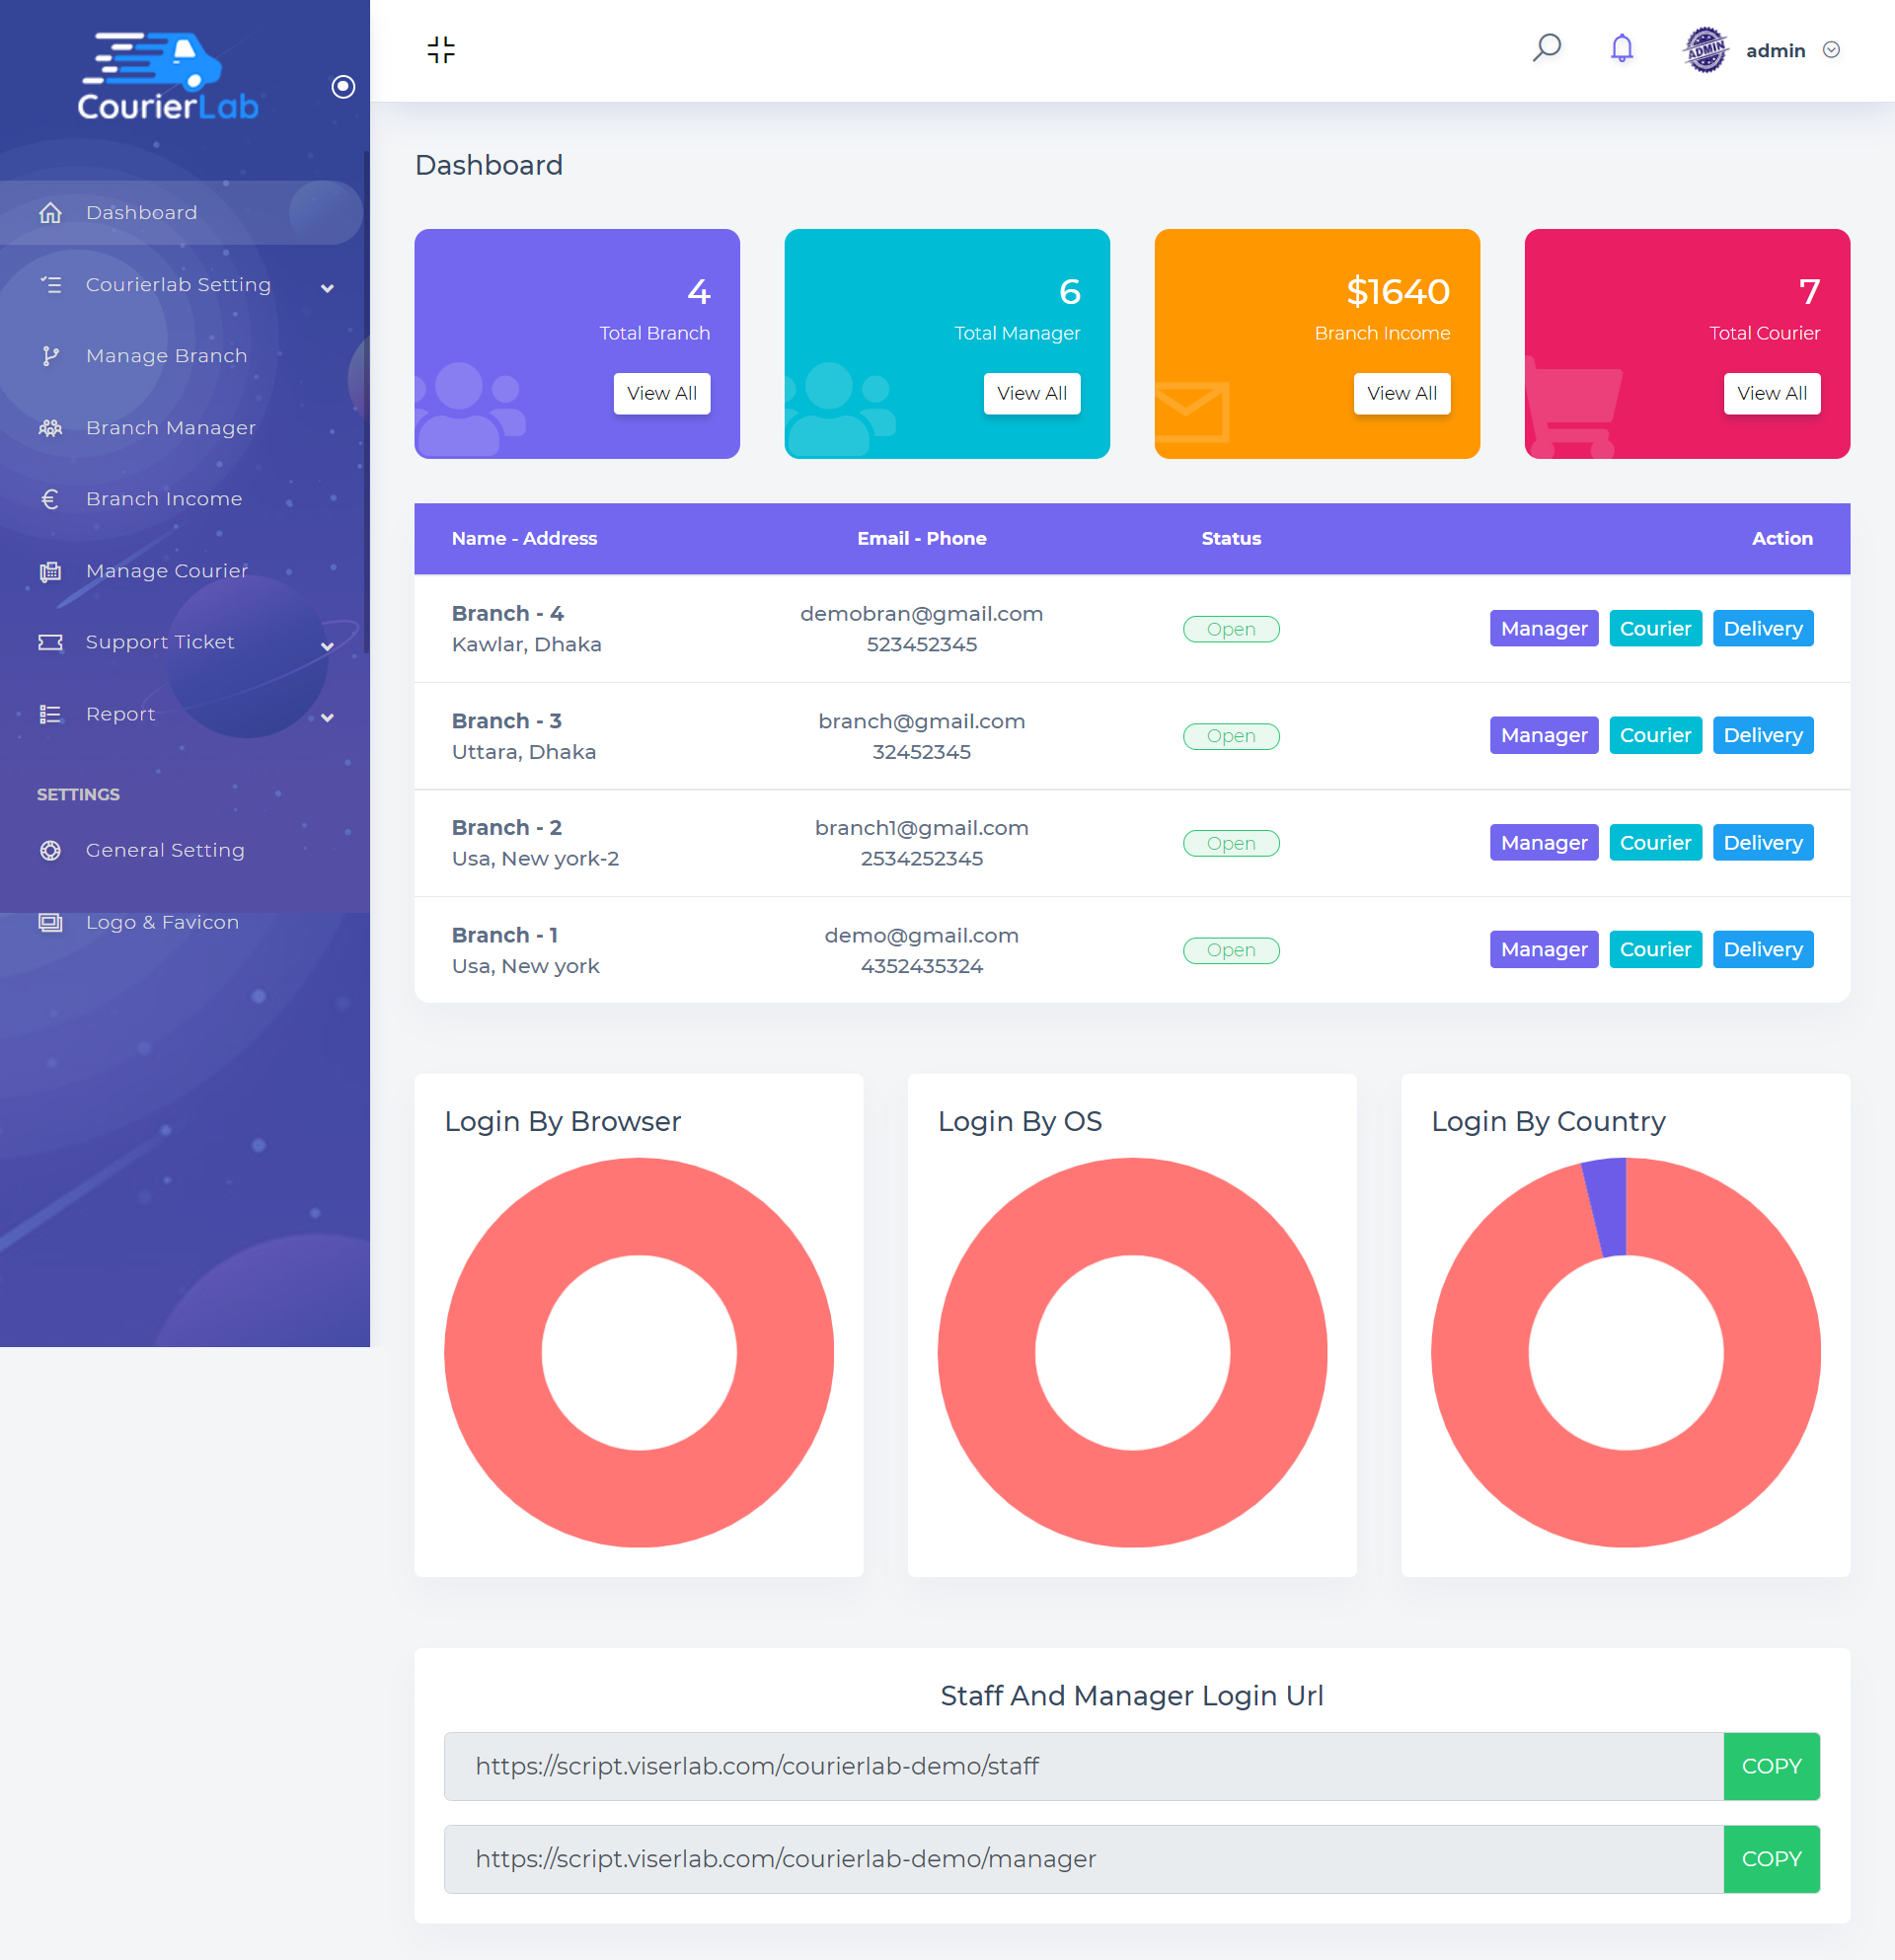 CourierLab
ADMIN
admin
Dashboard
Courierlab Setting
Manage Branch
Branch Manager
Branch Income
Manage Courier
Support Ticket
Report
SETTINGS
General Setting
Logo & Favicon
Dashboard
4
Total Branch
View All
6
Total Manager
View All
$1640
Branch Income
View All
7
Total Courier
View All
Name - Address Email - Phone Status Action
Branch - 4 demobran@gmail.com
Kawlar, Dhaka 523452345
Open Manager Courier Delivery
Branch - 3 branch@gmail.com
Uttara, Dhaka 32452345
Open Manager Courier Delivery
Branch - 2 branch1@gmail.com
Usa, New york-2 2534252345
Open Manager Courier Delivery
Branch - 1 demo@gmail.com
Usa, New york 4352435324
Open Manager Courier Delivery
Login By Browser
Login By OS
Login By Country
Staff And Manager Login Url
https://script.viserlab.com/courierlab-demo/staff COPY
https://script.viserlab.com/courierlab-demo/manager COPY